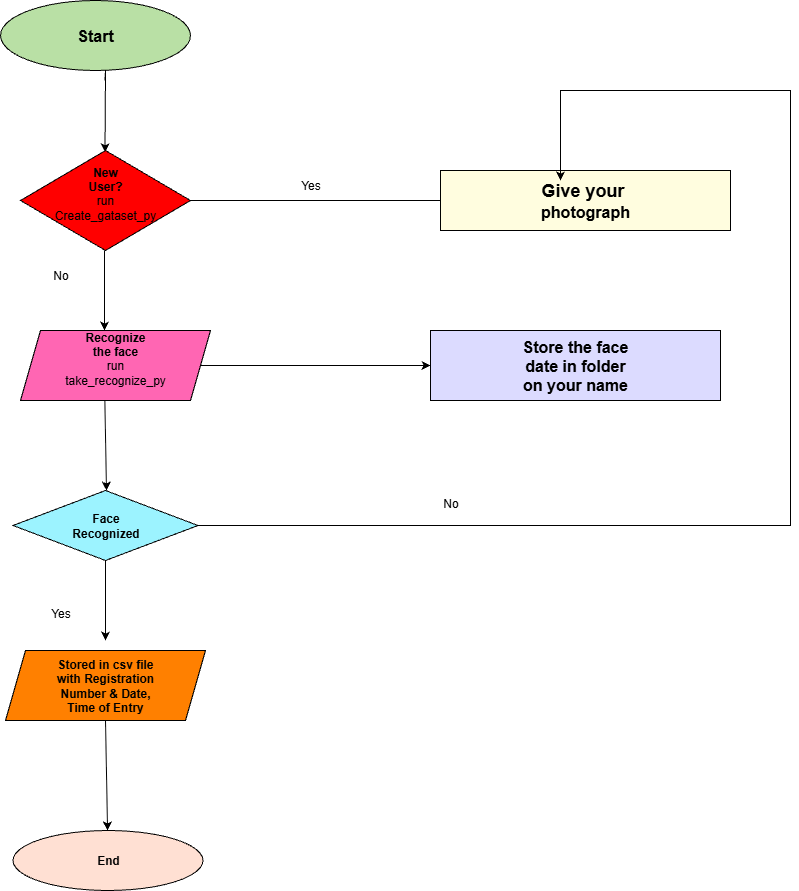 Start
New
User?
run
Create_gataset_py
Yes
Give your
photograph
No
Recognize
the face
run
take_recognize_py
Store the face
date in folder
on your name
Face
Recognized
No
Yes
Stored in csv file
with Registration
Number & Date,
Time of Entry
End